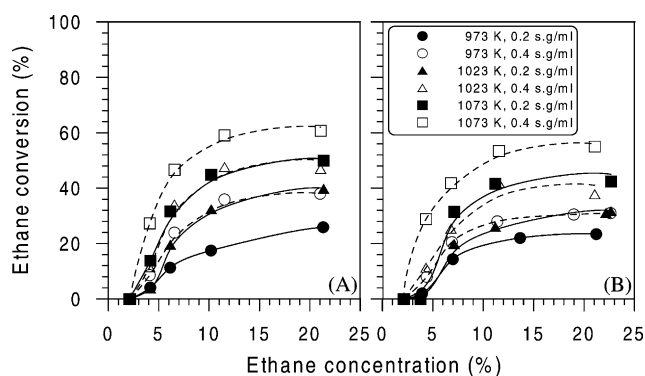 Ethane conversion (%)
100
80
60
40
20
0
973 K, 0.2 s.g/ml
973 K, 0.4 s.g/ml
1023 K, 0.2 s.g/ml
1023 K, 0.4 s.g/ml
1073 K, 0.2 s.g/ml
1073 K, 0.4 s.g/ml
(A)
(B)
0 5 10 15 20 25 0 5 10 15 20 25
Ethane concentration (%)